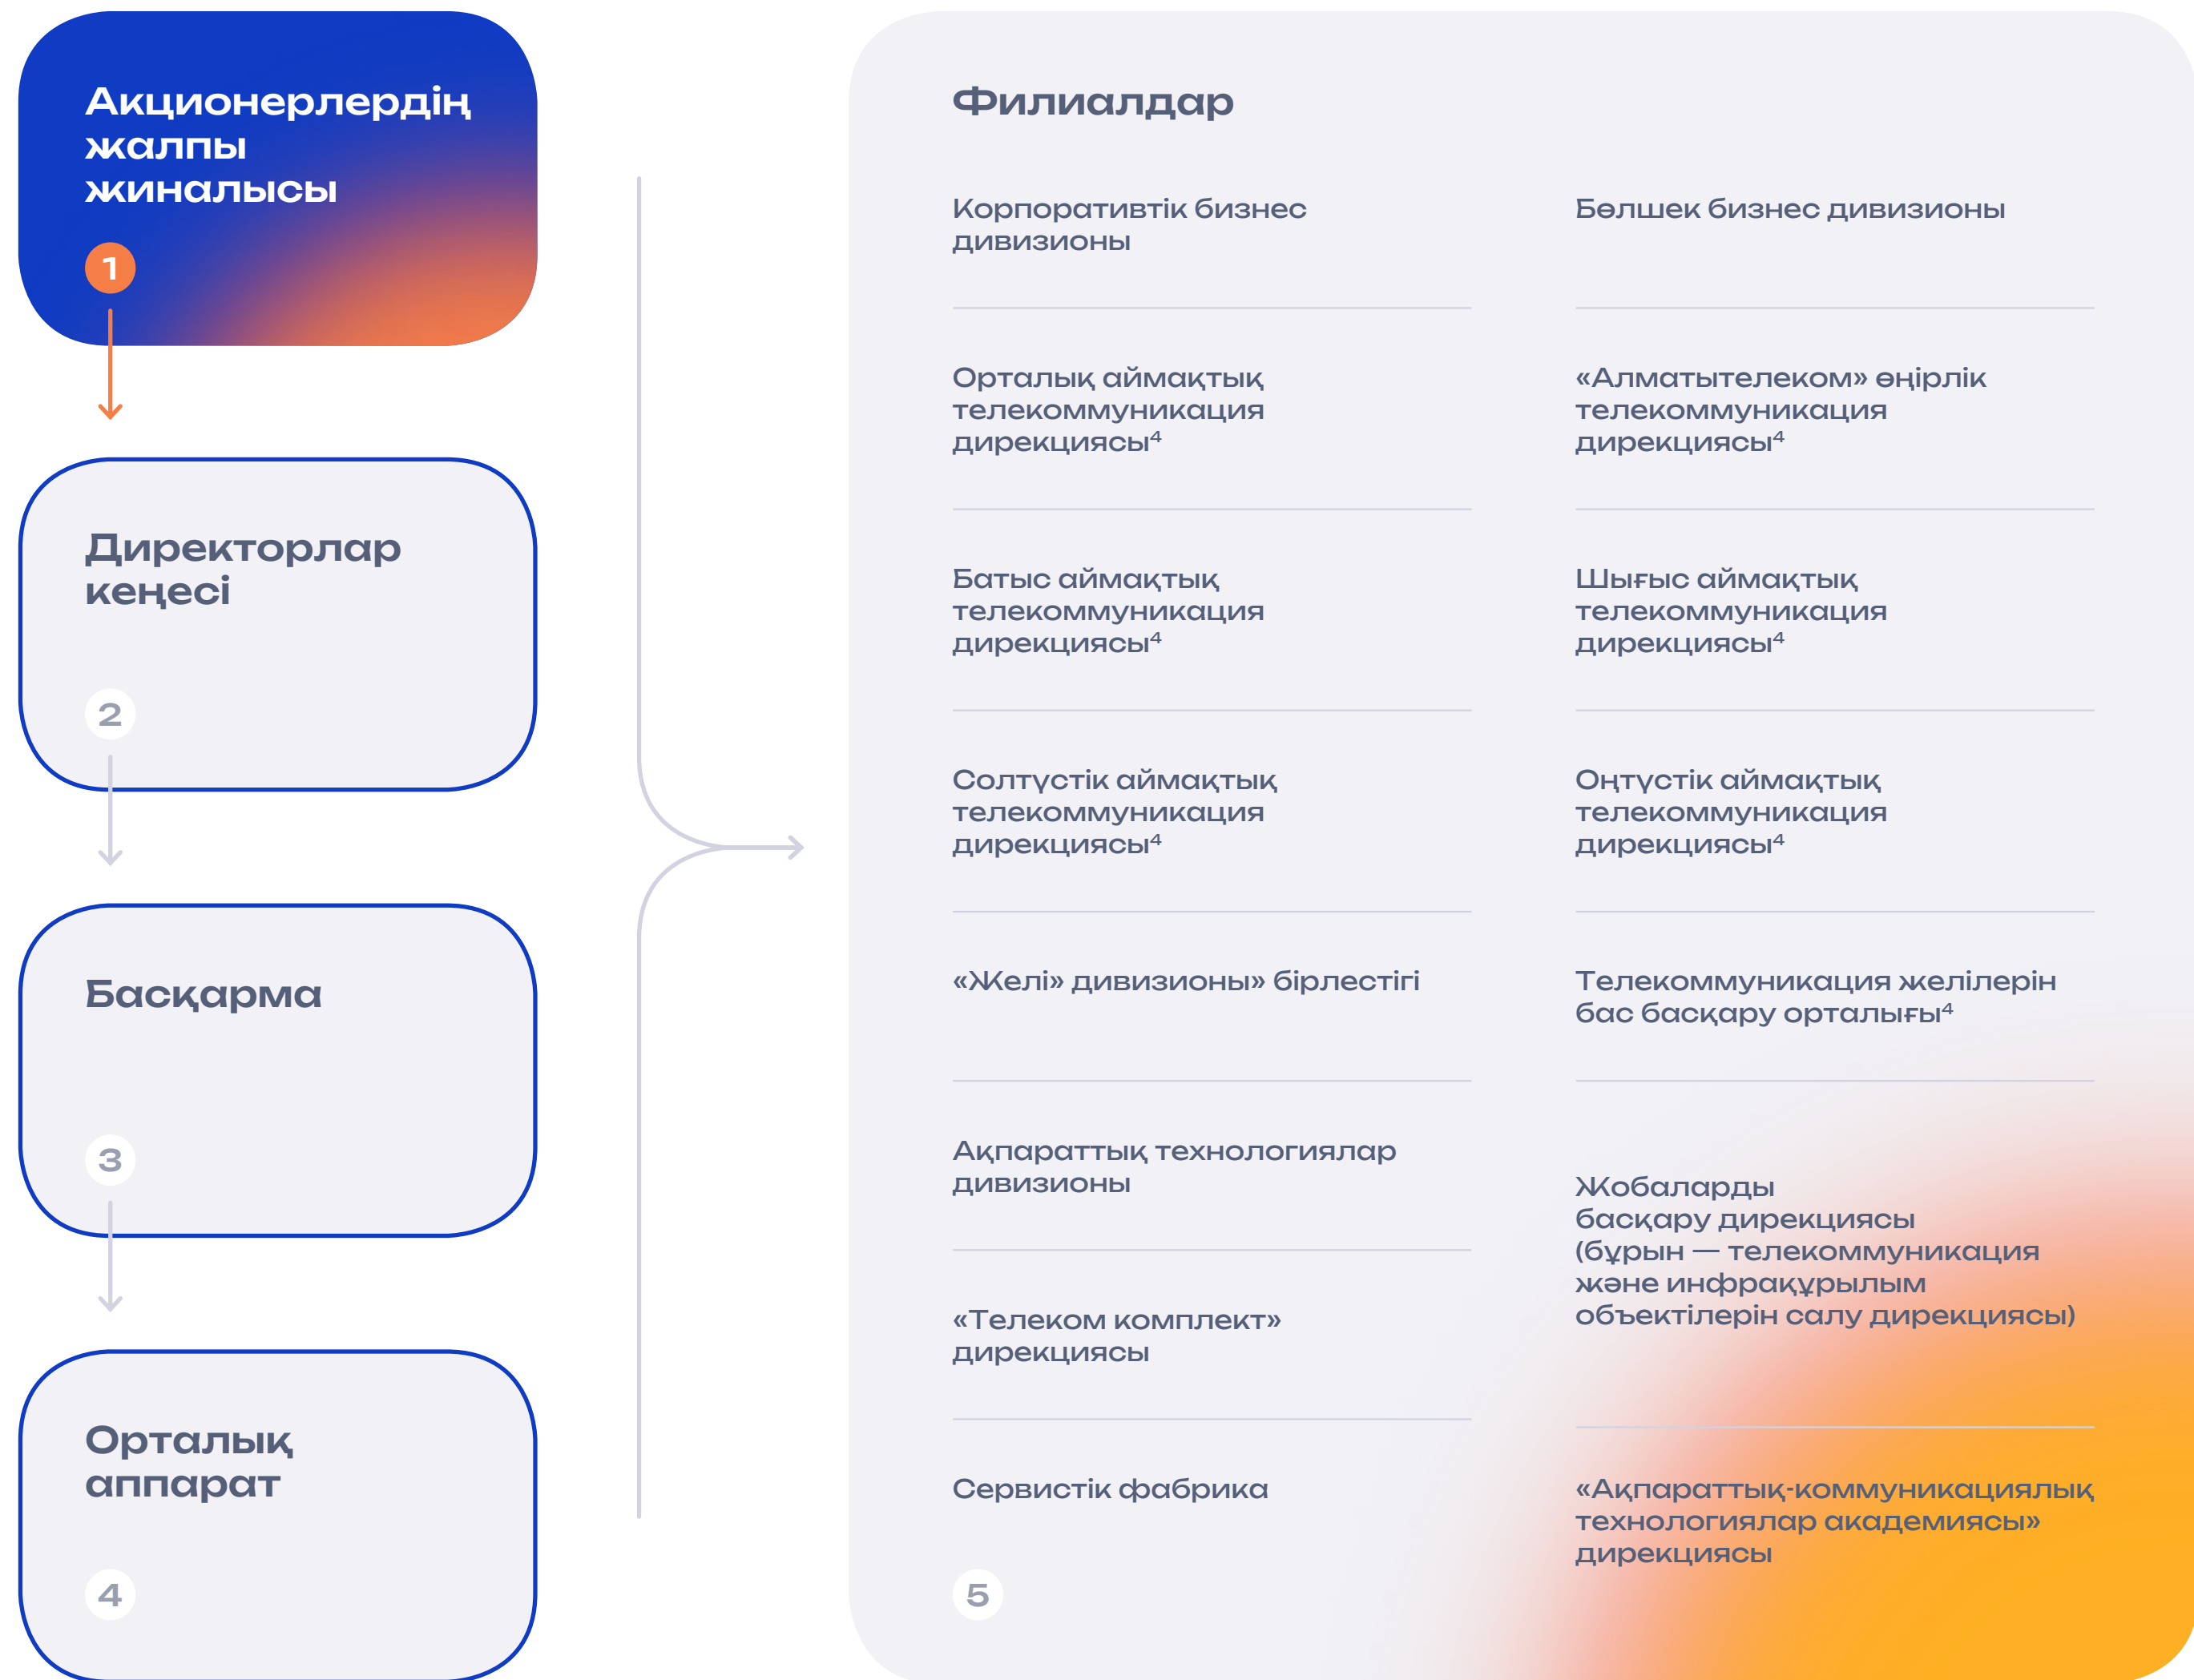 Акционерлердің
жалпы
жиналысы
1
Директорлар
кеңесі
2
Басқарма
3
Орталық
аппарат
4
Филиалдар
Корпоративтік бизнес
дивизионы
Бөлшек бизнес дивизионы
Орталық аймақтық
телекоммуникация
дирекциясы⁴
«Алматытелеком» өңірлік
телекоммуникация
дирекциясы⁴
Батыс аймақтық
телекоммуникация
дирекциясы⁴
Шығыс аймақтық
телекоммуникация
дирекциясы⁴
Солтүстік аймақтық
телекоммуникация
дирекциясы⁴
Оңтүстік аймақтық
телекоммуникация
дирекциясы⁴
«Желі» дивизионы» бірлестігі
Телекоммуникация желілерін
бас басқару орталығы⁴
Ақпараттық технологиялар
дивизионы
Жобаларды
басқару дирекциясы
(бұрын — телекоммуникация
және инфрақұрылым
объектілерін салу дирекциясы)
«Телеком комплект»
дирекциясы
Сервистік фабрика
«Ақпараттық-коммуникациялық
технологиялар академиясы»
дирекциясы
5